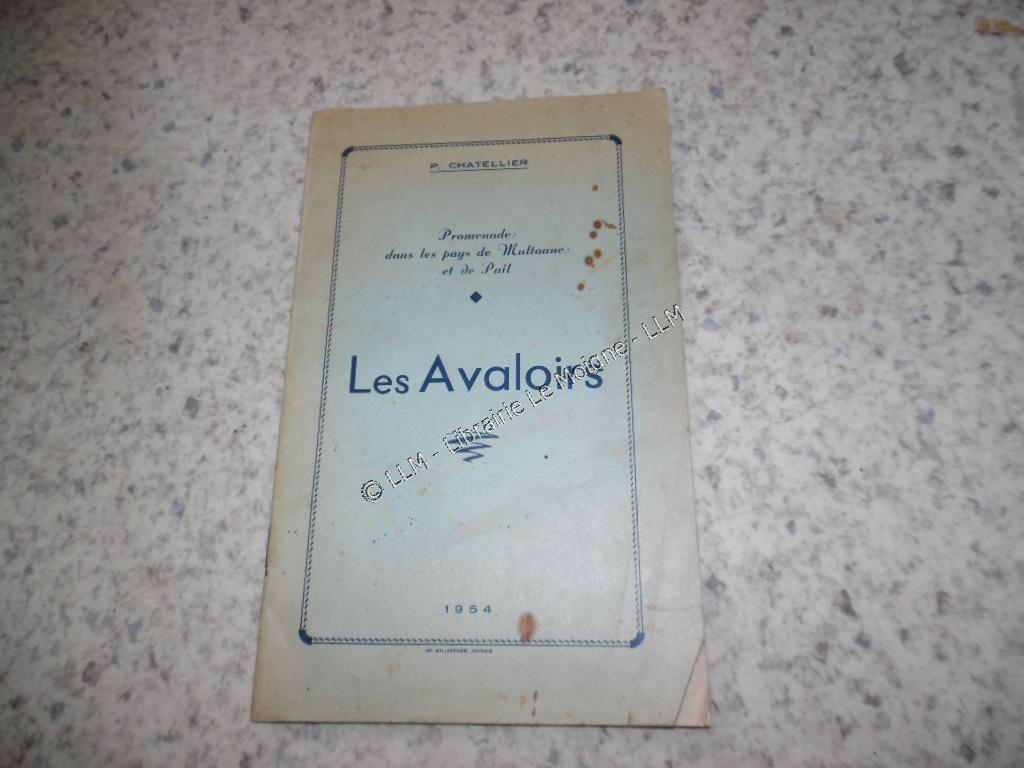 P. CHATELLIER
Promenade
dans les pays de Multonne
et de Pail
Les Avaloirs
© LLM - Librairie Le Moigne - LLM
1954